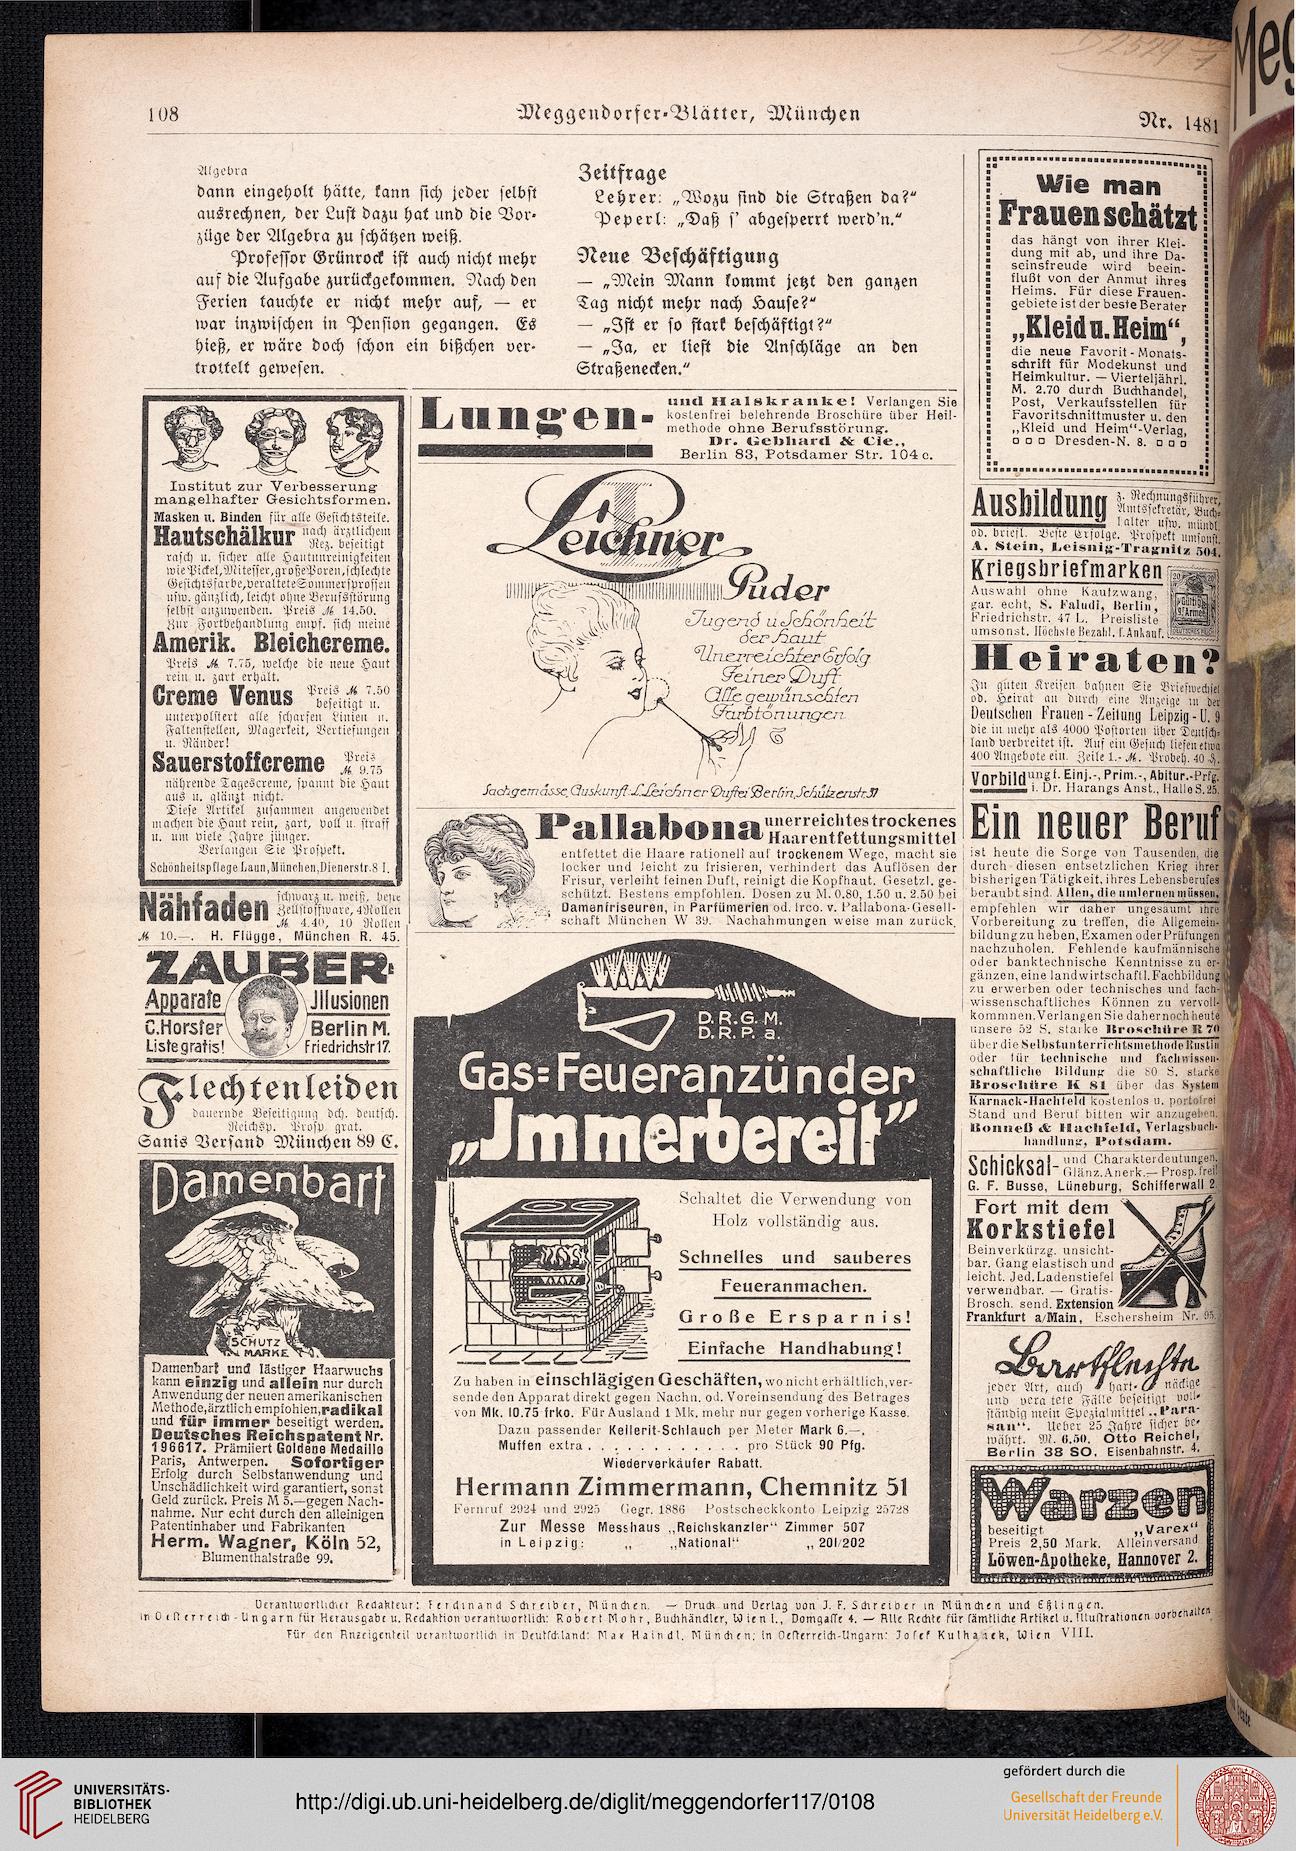 108
Meggendorfer-Blätter, München
Nr. 1481
Algebra
dann eingeholt hätte, kann sich jeder selbst
ausrechnen, der Lust dazu hat und die Vor-
züge der Algebra zu schätzen weiß.
Professor Grünrock ist auch nicht mehr
auf die Aufgabe zurückgekommen. Nach den
Ferien tauchte er nicht mehr auf, — er
war inzwischen in Pension gegangen. Es
hieß, er wäre doch schon ein bißchen ver-
trottelt gewesen.
Zeitfrage
Lehrer: „Wozu sind die Straßen da?“
Peperl: „Daß s' abgesperrt werd'n.“
Neue Beschäftigung
— „Mein Mann kommt jetzt den ganzen
Tag nicht mehr nach Hause?“
— „Ist er so stark beschäftigt?“
— „Ja, er liest die Anschläge an den
Straßenecken.“
Institut zur Verbesserung
mangelhafter Gesichtsformen.
Masken u. Binden für alle Gesichtsteile.
Hautschälkur nach ärztlichem
Rez. beseitigt
rasch u. sicher alle Hautunreinigkeiten
wie Pickel, Mitesser, große Poren, schlechte
Gesichtsfarbe, veraltete Sommersprossen
usw. gänzlich, leicht ohne Berufsstörung
selbst anzuwenden. Preis M 14.50.
Zur Fortbehandlung empf. sich meine
Amerik. Bleichcreme.
Preis M 7.75, welche die neue Haut
rein u. zart erhält.
Creme Venus Preis M 7.50
beseitigt u.
unterpolstert alle scharfen Linien u.
Faltenstellen, Magerkeit, Vertiefungen
u. Ränder!
Sauerstoffcreme Preis
M 9.75
nährende Tagescreme, spannt die Haut
aus u. glänzt nicht.
Diese Artikel zusammen angewendet
machen die Haut rein, zart, voll u. straff
u. um viele Jahre jünger.
Verlangen Sie Prospekt.
Schönheitspflege Laun, München, Dienerstr. 8 I.
Nähfaden schwarz u. weiß, beste
Zellstoffware, 4 Rollen
M 4.40, 10 Rollen
M 10.—. H. Flügge, München R. 45.
ZAUBER-
Apparate Jllusionen
C. Horster Berlin M.
Liste gratis! Friedrichstr 17.
Flechtenleiden
dauernde Beseitigung dch. deutsch.
Reichsp. Prosp. grat.
Sanis Versand München 89 C.
Damenbart
SCHUTZ
MARKE
Damenbart und lästiger Haarwuchs
kann einzig und allein nur durch
Anwendung der neuen amerikanischen
Methode, ärztlich empfohlen, radikal
und für immer beseitigt werden.
Deutsches Reichspatent Nr.
196617. Prämiiert Goldene Medaille
Paris, Antwerpen. Sofortiger
Erfolg durch Selbstanwendung und
Unschädlichkeit wird garantiert, sonst
Geld zurück. Preis M 5.— gegen Nach-
nahme. Nur echt durch den alleinigen
Patentinhaber und Fabrikanten
Herm. Wagner, Köln 52,
Blumenthalstraße 99.
Lungen-
und Halskranke! Verlangen Sie
kostenfrei belehrende Broschüre über Heil-
methode ohne Berufsstörung.
Dr. Gebhard & Cie.,
Berlin 83, Potsdamer Str. 104 c.
Leichner
Puder
Jugend u Schönheit
der Haut
Unerreichter Erfolg
Feiner Duft
Alle gewünschten
Farbtönungen
Sachgemässe Auskunft: L. Leichner Duftei Berlin, Schützenstr. 31
Pallabona unerreichtes trockenes
Haarentfettungsmittel
entfettet die Haare rationell auf trockenem Wege, macht sie
locker und leicht zu frisieren, verhindert das Auflösen der
Frisur, verleiht feinen Duft, reinigt die Kopfhaut. Gesetzl. ge-
schützt. Bestens empfohlen. Dosen zu M. 0.80, 1.50 u. 2.50 bei
Damenfriseuren, in Parfümerien od. frco. v. Pallabona-Gesell-
schaft München W 39. Nachahmungen weise man zurück.
D. R. G. M.
D. R. P. a.
Gas=Feueranzünder
„Jmmerbereit“
Schaltet die Verwendung von
Holz vollständig aus.
Schnelles und sauberes
Feueranmachen.
Große Ersparnis!
Einfache Handhabung!
Zu haben in einschlägigen Geschäften, wo nicht erhältlich, ver-
sende den Apparat direkt gegen Nachn. od. Voreinsendung des Betrages
von Mk. 10.75 frko. Für Ausland 1 Mk. mehr nur gegen vorherige Kasse.
Dazu passender Kellerit-Schlauch per Meter Mark 6.—.
Muffen extra . . . . . . . . . . . . pro Stück 90 Pfg.
Wiederverkäufer Rabatt.
Hermann Zimmermann, Chemnitz 51
Fernruf 2924 und 2925 Gegr. 1886 Postscheckkonto Leipzig 25728
Zur Messe Messhaus „Reichskanzler“ Zimmer 507
in Leipzig: „ „National“ „ 201/202
Wie man
Frauen schätzt
das hängt von ihrer Klei-
dung mit ab, und ihre Da-
seinsfreude wird beein-
flußt von der Anmut ihres
Heims. Für diese Frauen-
gebiete ist der beste Berater
„Kleid u. Heim“,
die neue Favorit-Monats-
schrift für Modekunst und
Heimkultur. — Vierteljährl.
M. 2.70 durch Buchhandel,
Post, Verkaufsstellen für
Favoritschnittmuster u. den
„Kleid und Heim“-Verlag,
Dresden-N. 8.
Ausbildung z. Rechnungsführer,
Amtssekretär, Buch-
halter usw. mündl.
od. briefl. Beste Erfolge. Prospekt umsonst.
A. Stein, Leisnig-Tragnitz 504.
Kriegsbriefmarken
Auswahl ohne Kaufzwang,
gar. echt, S. Faludi, Berlin,
Friedrichstr. 47 L. Preisliste
umsonst. Höchste Bezahl. f. Ankauf.
Gültig
9. Armee
Heiraten?
In guten Kreisen bahnen Sie Briefwechsel
od. Heirat an durch eine Anzeige in der
Deutschen Frauen-Zeitung Leipzig-U. 9
die in mehr als 4000 Postorten über Deutsch-
land verbreitet ist. Auf ein Gesuch liefen etwa
400 Angebote ein. Zeile 1.- M. Probeh. 40 ₰.
Vorbildung f. Einj.-, Prim.-, Abitur.-Prfg.
i. Dr. Harangs Anst., Halle S. 25.
Ein neuer Beruf
ist heute die Sorge von Tausenden, die
durch diesen entsetzlichen Krieg ihrer
bisherigen Tätigkeit, ihres Lebensberufes
beraubt sind. Allen, die umlernen müssen,
empfehlen wir daher ungesäumt ihre
Vorbereitung zu treffen, die Allgemein-
bildung zu heben, Examen oder Prüfungen
nachzuholen. Fehlende kaufmännische
oder banktechnische Kenntnisse zu er-
gänzen, eine landwirtschaftl. Fachbildung
zu erwerben oder technisches und fach-
wissenschaftliches Können zu vervoll-
kommnen. Verlangen Sie daher noch heute
unsere 52 S. starke Broschüre R 70
über die Selbstunterrichtsmethode Rustin
oder für technische und fachwissen-
schaftliche Bildung die 80 S. starke
Broschüre K 81 über das System
Karnack-Hachfeld kostenlos u. portofrei
Stand und Beruf bitten wir anzugeben.
Bonneß & Hachfeld, Verlagsbuch-
handlung, Potsdam.
Schicksal- und Charakterdeutungen.
Glänz. Anerk. — Prosp. frei!
G. F. Busse, Lüneburg, Schifferwall 2.
Fort mit dem
Korkstiefel
Beinverkürzg. unsicht-
bar. Gang elastisch und
leicht. Jed. Ladenstiefel
verwendbar. — Gratis-
Brosch. send. Extension
Frankfurt a/Main, Eschersheim Nr. 95.
Bartflechte
jeder Art, auch hart-
näckige und veraltete Fälle beseitigt voll-
ständig mein Spezialmittel „Para-
san“. Ueber 25 Jahre sicher be-
währt. M. 6,50. Otto Reichel,
Berlin 38 SO, Eisenbahnstr. 4.
Warzen
beseitigt „Varex“
Preis 2,50 Mark. Alleinversand
Löwen-Apotheke, Hannover 2.
Verantwortlicher Redakteur: Ferdinand Schreiber, München. — Druck und Verlag von J. F. Schreiber in München und Eßlingen.
in Oesterreich-Ungarn für Herausgabe u. Redaktion verantwortlich: Robert Mohr, Buchhändler, Wien I., Domgasse 4. — Alle Rechte für sämtliche Artikel u. Illustrationen vorbehalten
Für den Anzeigenteil verantwortlich in Deutschland: Max Haindl, München; in Oesterreich-Ungarn: Josef Kulhanek, Wien VIII.
Meg
UNIVERSITÄTS-
BIBLIOTHEK
HEIDELBERG
http://digi.ub.uni-heidelberg.de/diglit/meggendorfer117/0108
gefördert durch die
Gesellschaft der Freunde
Universität Heidelberg e.V.